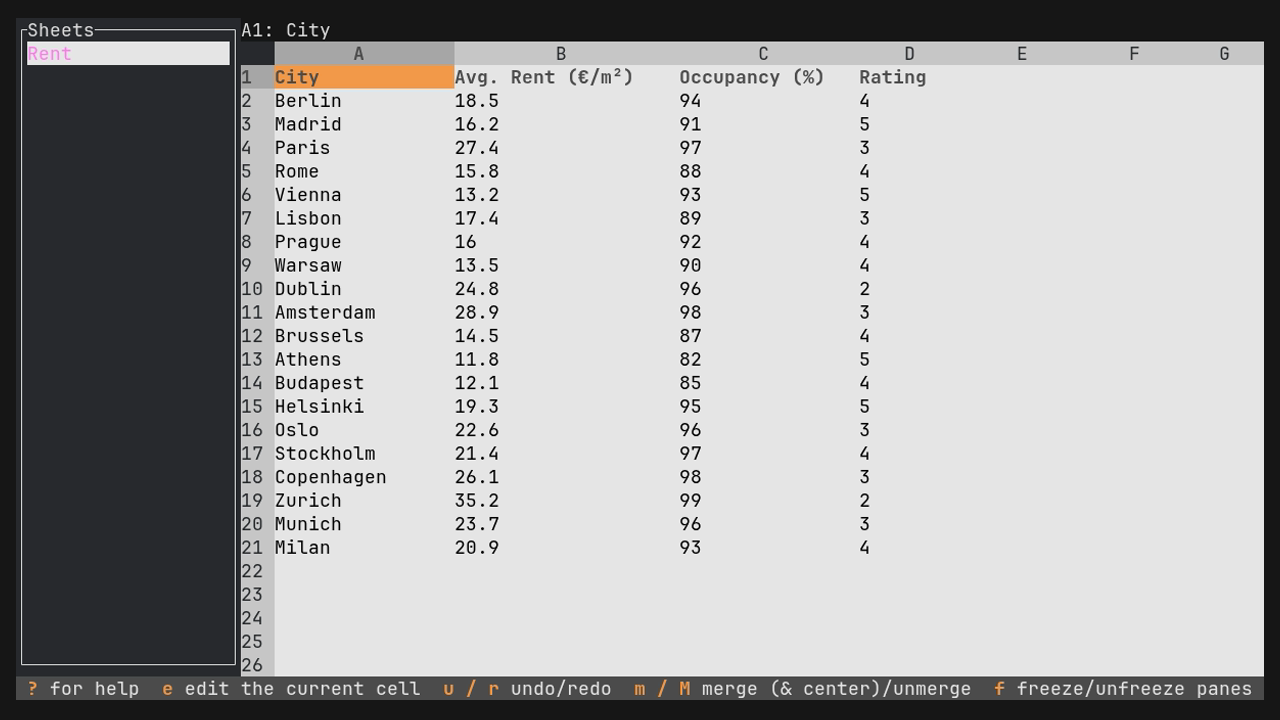 Sheets
Rent
A1: City
A B C D E F G
1 City Avg. Rent (€/m²) Occupancy (%) Rating
2 Berlin 18.5 94 4
3 Madrid 16.2 91 5
4 Paris 27.4 97 3
5 Rome 15.8 88 4
6 Vienna 13.2 93 5
7 Lisbon 17.4 89 3
8 Prague 16 92 4
9 Warsaw 13.5 90 4
10 Dublin 24.8 96 2
11 Amsterdam 28.9 98 3
12 Brussels 14.5 87 4
13 Athens 11.8 82 5
14 Budapest 12.1 85 4
15 Helsinki 19.3 95 5
16 Oslo 22.6 96 3
17 Stockholm 21.4 97 4
18 Copenhagen 26.1 98 3
19 Zurich 35.2 99 2
20 Munich 23.7 96 3
21 Milan 20.9 93 4
22
23
24
25
26
? for help e edit the current cell u / r undo/redo m / M merge (& center)/unmerge f freeze/unfreeze panes